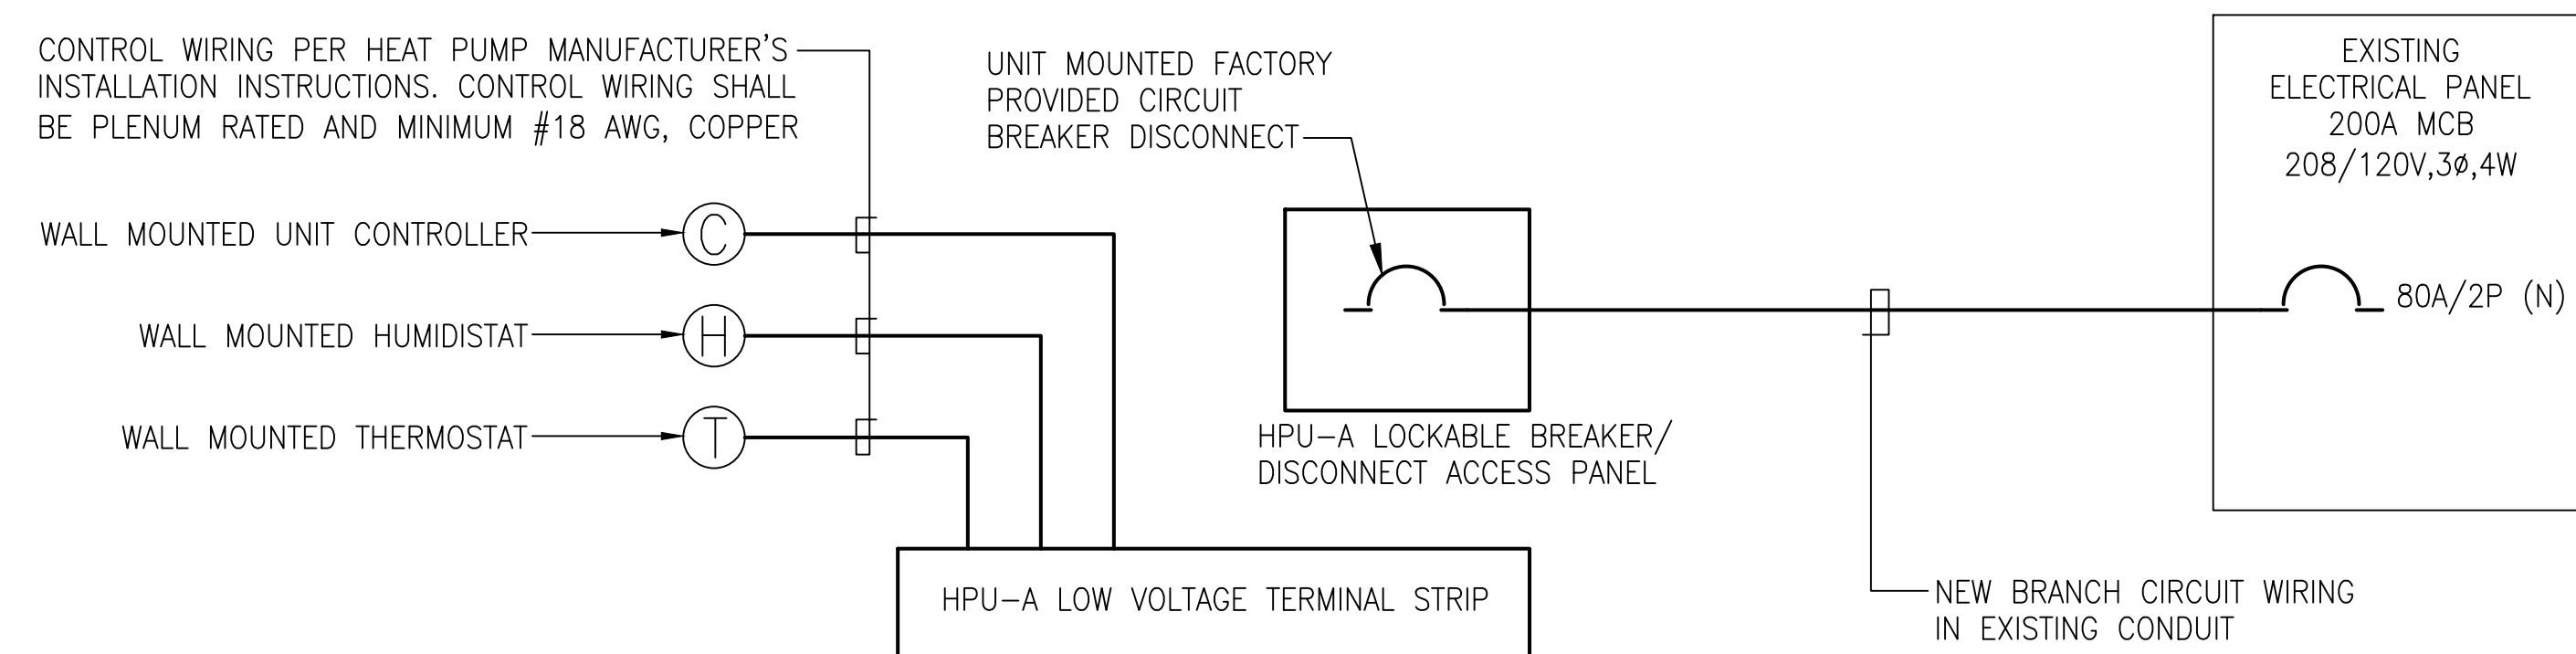 CONTROL WIRING PER HEAT PUMP MANUFACTURER'S
INSTALLATION INSTRUCTIONS. CONTROL WIRING SHALL
BE PLENUM RATED AND MINIMUM #18 AWG, COPPER
UNIT MOUNTED FACTORY
PROVIDED CIRCUIT
BREAKER DISCONNECT
EXISTING
ELECTRICAL PANEL
200A MCB
208/120V,3ø,4W
WALL MOUNTED UNIT CONTROLLER
C
WALL MOUNTED HUMIDISTAT
H
WALL MOUNTED THERMOSTAT
T
80A/2P (N)
HPU-A LOCKABLE BREAKER/
DISCONNECT ACCESS PANEL
HPU-A LOW VOLTAGE TERMINAL STRIP
NEW BRANCH CIRCUIT WIRING
IN EXISTING CONDUIT